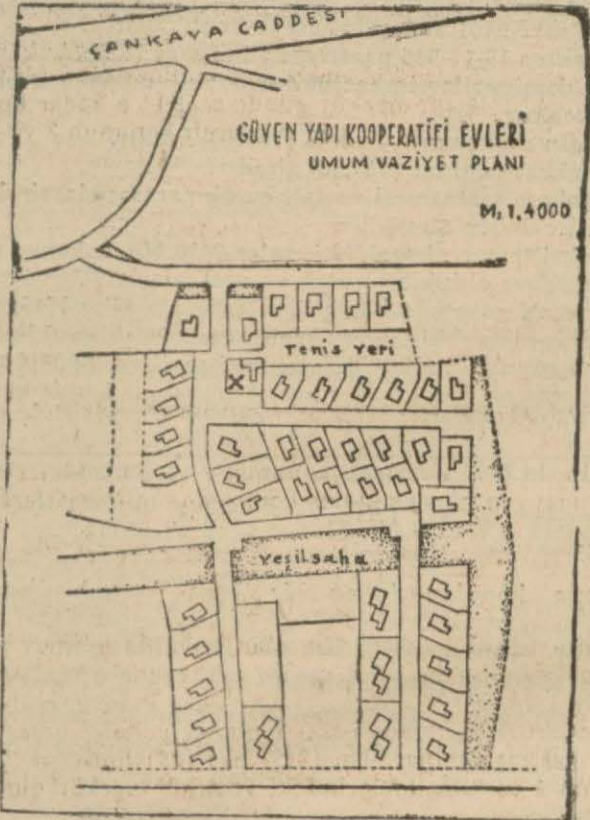 ÇANKAYA CADDESİ
GÜVEN YAPI KOOPERATİFİ EVLERİ
UMUM VAZİYET PLANI
M: 1,4000
Tenis Yeri
X
Yeşilsaha